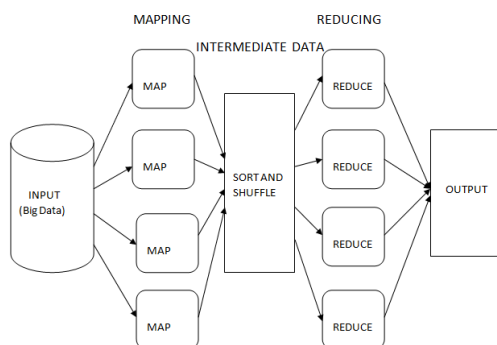 MAPPING
REDUCING
INTERMEDIATE DATA
MAP
REDUCE
MAP
REDUCE
SORT AND
SHUFFLE
INPUT
(Big Data)
OUTPUT
MAP
REDUCE
MAP
REDUCE